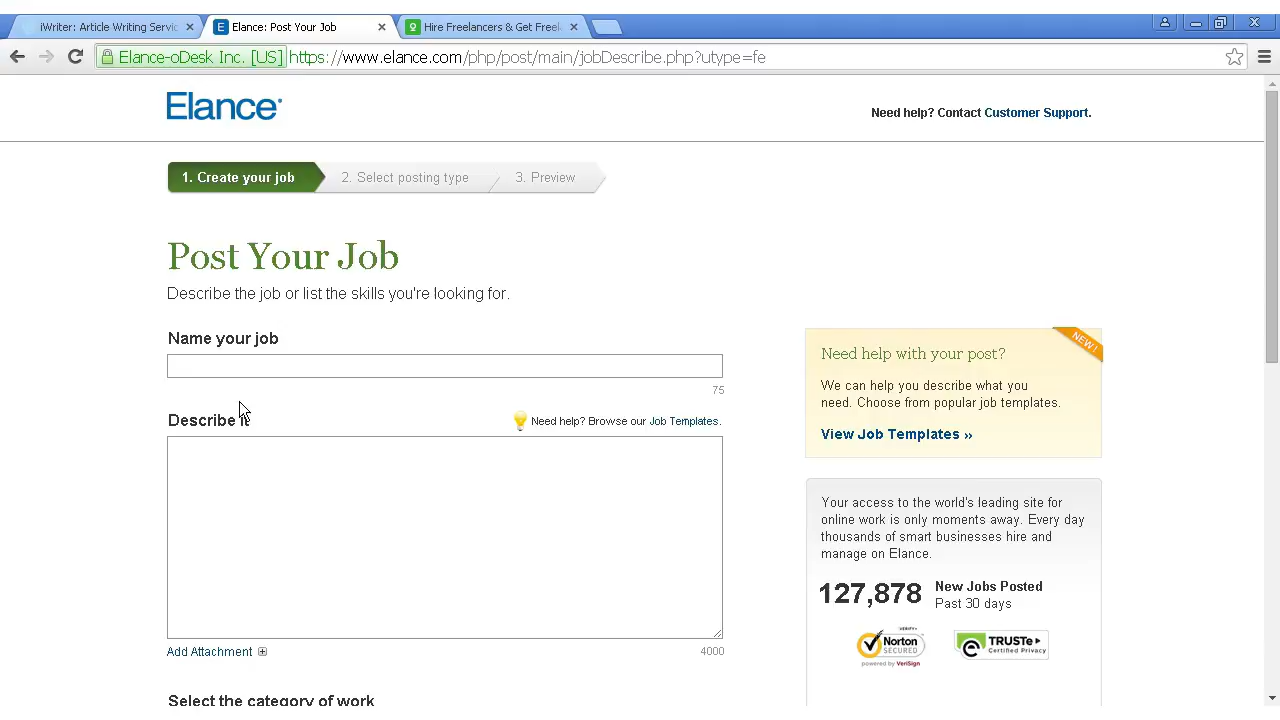 iWriter: Article Writing Servic
Elance: Post Your Job
Hire Freelancers & Get Freel
Elance-oDesk Inc. [US]
https://www.elance.com/php/post/main/jobDescribe.php?utype=fe
Elance
Need help? Contact Customer Support.
1. Create your job
2. Select posting type
3. Preview
Post Your Job
Describe the job or list the skills you're looking for.
Name your job
75
Describe it
Need help? Browse our Job Templates.
Add Attachment
4000
Select the category of work
NEW!
Need help with your post?
We can help you describe what you
need. Choose from popular job templates.
View Job Templates »
Your access to the world's leading site for
online work is only moments away. Every day
thousands of smart businesses hire and
manage on Elance.
127,878
New Jobs Posted
Past 30 days
VERIFY▸
Norton
SECURED
powered by VeriSign
TRUSTe▸
Certified Privacy